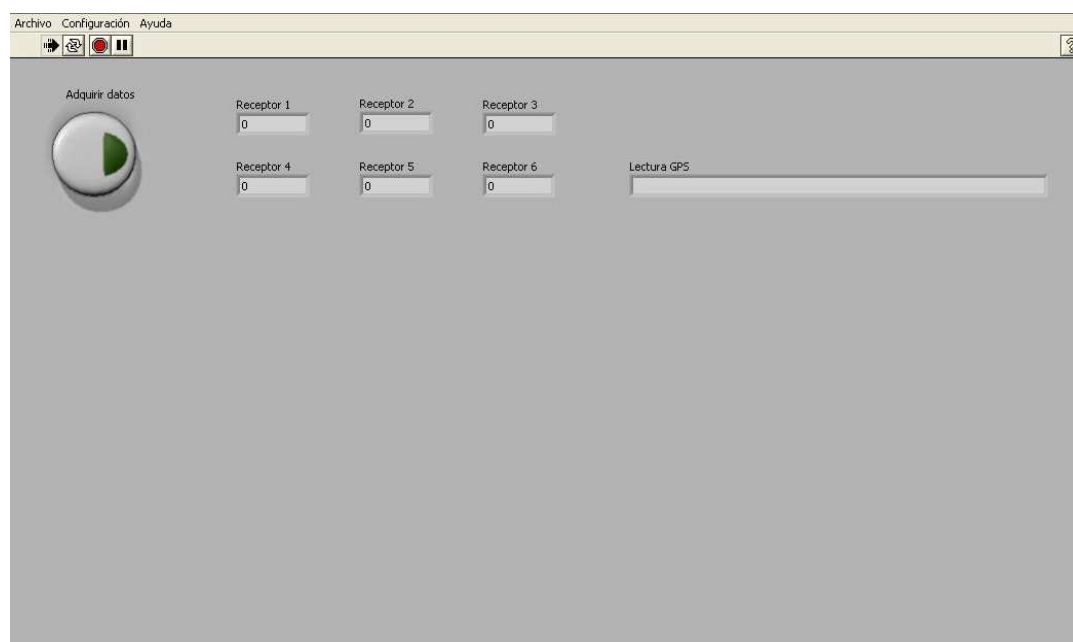 Archivo Configuración Ayuda
Adquirir datos
Receptor 1 Receptor 2 Receptor 3
0 0 0
Receptor 4 Receptor 5 Receptor 6 Lectura GPS
0 0 0
?